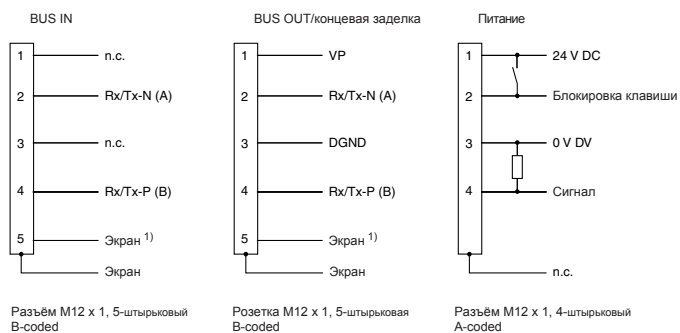 BUS IN
1 n.c.
2 Rx/Tx-N (A)
3 n.c.
4 Rx/Tx-P (B)
5 Экран 1)
Экран
Разъём M12 x 1, 5-штырьковый
B-coded
BUS OUT/концевая заделка
1 VP
2 Rx/Tx-N (A)
3 DGND
4 Rx/Tx-P (B)
5 Экран 1)
Экран
Розетка M12 x 1, 5-штырьковая
B-coded
Питание
1 24 V DC
2 Блокировка клавиши
3 0 V DV
4 Сигнал
n.c.
Разъём M12 x 1, 4-штырьковый
A-coded